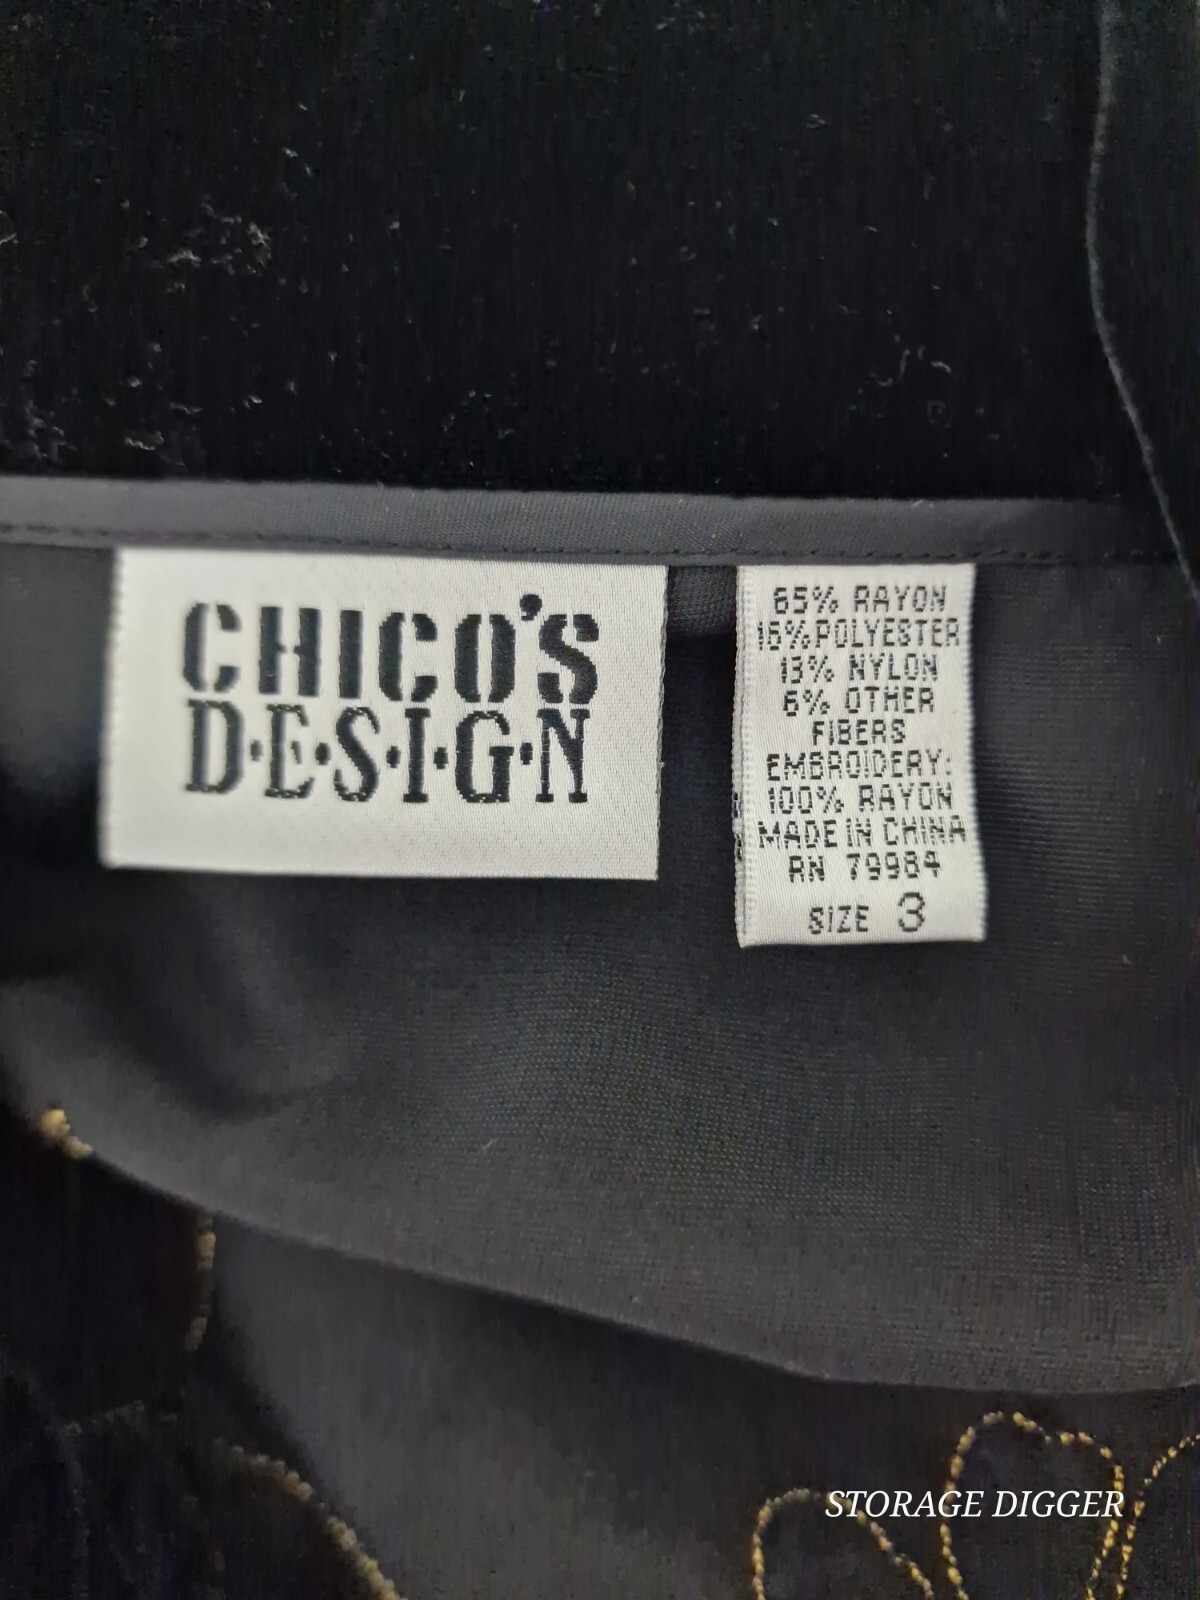 CHICO'S
D·E·S·I·G·N
65% RAYON
16% POLYESTER
13% NYLON
6% OTHER
FIBERS
EMBROIDERY:
100% RAYON
MADE IN CHINA
RN 79984
SIZE 3
STORAGE DIGGER